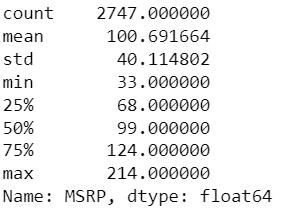 count    2747.000000
mean      100.691664
std        40.114802
min        33.000000
25%        68.000000
50%        99.000000
75%       124.000000
max       214.000000
Name: MSRP, dtype: float64